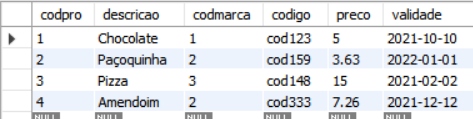 codpro descricao codmarca codigo preco validade
1 Chocolate 1 cod123 5 2021-10-10
2 Paçoquinha 2 cod159 3.63 2022-01-01
3 Pizza 3 cod148 15 2021-02-02
4 Amendoim 2 cod333 7.26 2021-12-12
NULL NULL NULL NULL NULL NULL